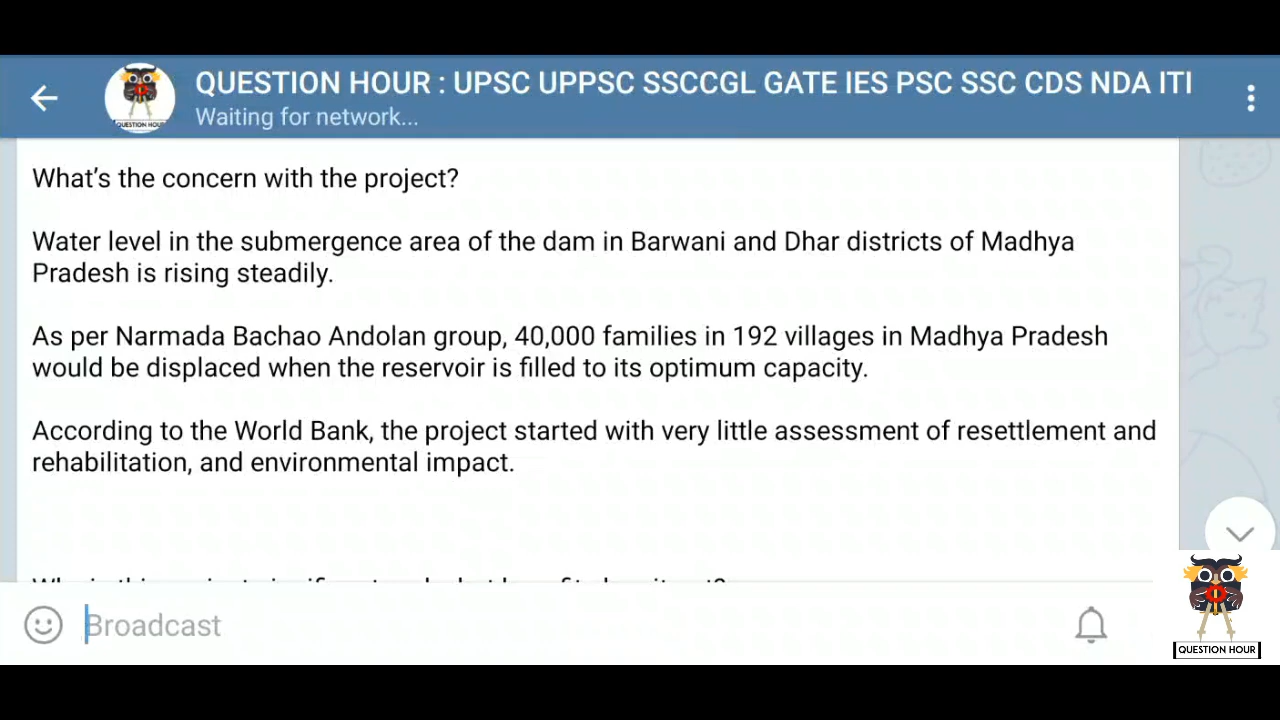 QUESTION HOUR : UPSC UPPSC SSCCGL GATE IES PSC SSC CDS NDA ITI
Waiting for network...
QUESTION HOUR
What's the concern with the project?
Water level in the submergence area of the dam in Barwani and Dhar districts of Madhya
Pradesh is rising steadily.
As per Narmada Bachao Andolan group, 40,000 families in 192 villages in Madhya Pradesh
would be displaced when the reservoir is filled to its optimum capacity.
According to the World Bank, the project started with very little assessment of resettlement and
rehabilitation, and environmental impact.
Broadcast
QUESTION HOUR